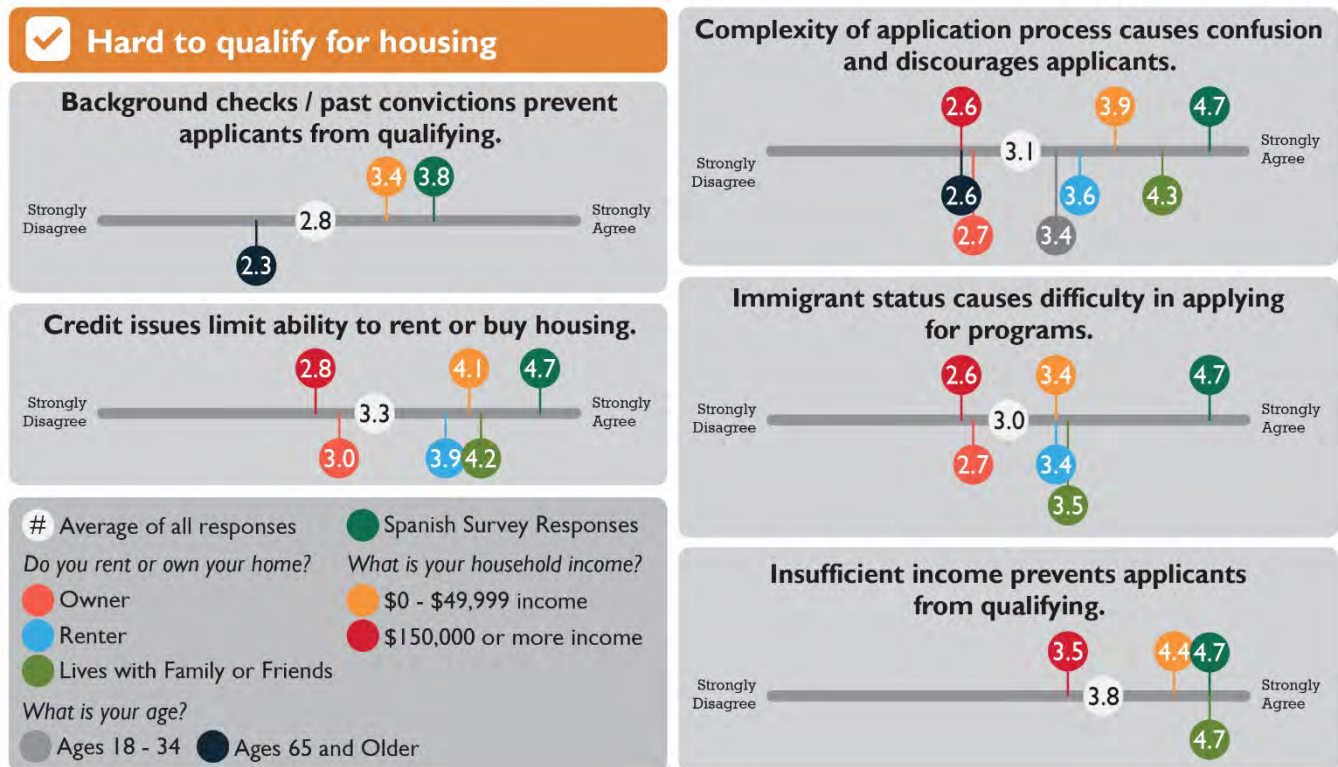 Hard to qualify for housing
Background checks / past convictions prevent
applicants from qualifying.
3.4
3.8
Strongly
Disagree
2.8
Strongly
Agree
2.3
Credit issues limit ability to rent or buy housing.
2.8
4.1
4.7
Strongly
Disagree
3.3
Strongly
Agree
3.0
3.9
4.2
# Average of all responses
Spanish Survey Responses
Do you rent or own your home?
What is your household income?
Owner
$0 - $49,999 income
Renter
$150,000 or more income
Lives with Family or Friends
What is your age?
Ages 18 - 34
Ages 65 and Older
Complexity of application process causes confusion
and discourages applicants.
2.6
3.9
4.7
Strongly
Disagree
3.1
Strongly
Agree
2.6
2.7
3.4
3.6
4.3
Immigrant status causes difficulty in applying
for programs.
2.6
3.4
4.7
Strongly
Disagree
3.0
Strongly
Agree
2.7
3.4
3.5
Insufficient income prevents applicants
from qualifying.
3.5
4.4
4.7
Strongly
Disagree
3.8
Strongly
Agree
4.7